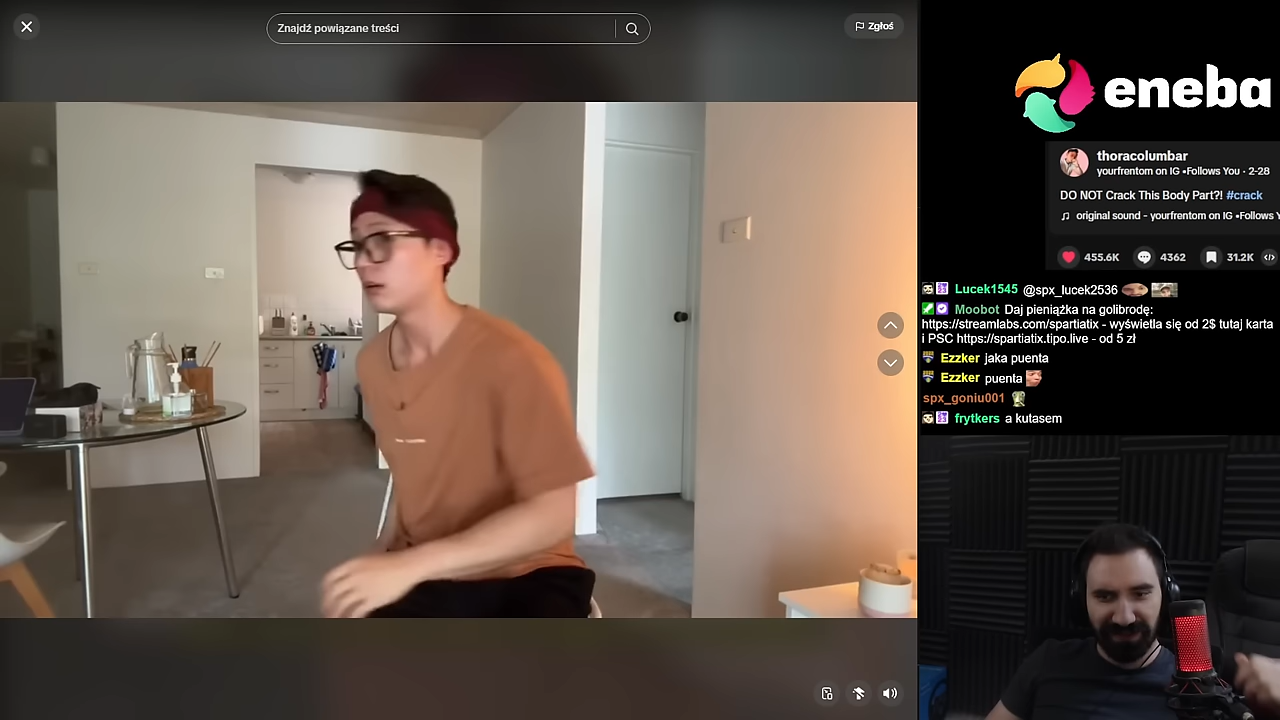 Znajdź powiązane treści
Zgłoś
eneba
thoracolumbar
yourfrentom on IG •Follows You · 2-28
DO NOT Crack This Body Part?! #crack
original sound - yourfrentom on IG •Follows Y
455.6K
4362
31.2K
Lucek1545 @spx_lucek2536
Moobot Daj pieniążka na golibrodę:
https://streamlabs.com/spartiatix - wyświetla się od 2$ tutaj karta
i PSC https://spartiatix.tipo.live - od 5 zł
Ezzker jaka puenta
Ezzker puenta
spx_goniu001
frytkers a kutasem